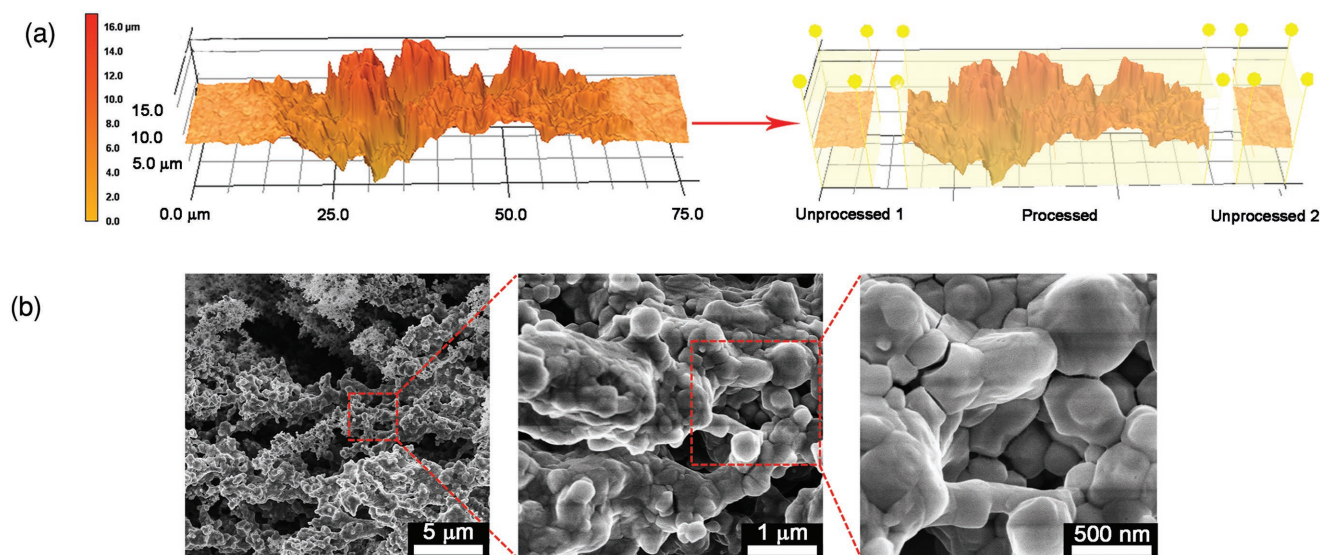 (a)
16.0 µm
14.0
12.0
10.0
8.0
6.0
4.0
2.0
0.0
15.0
10.0
5.0 µm
0.0 µm 25.0 50.0 75.0
Unprocessed 1 Processed Unprocessed 2
(b)
5 µm 1 µm 500 nm